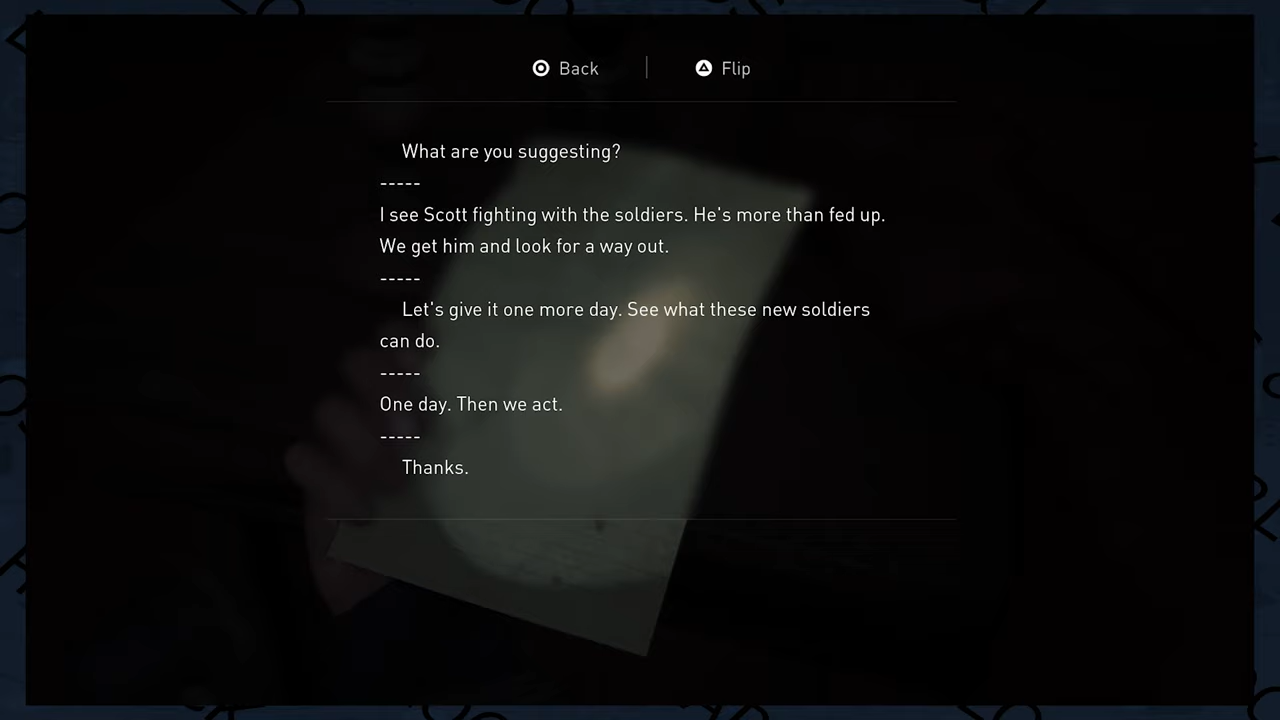 Back | Flip
What are you suggesting?
-----
I see Scott fighting with the soldiers. He's more than fed up.
We get him and look for a way out.
-----
Let's give it one more day. See what these new soldiers
can do.
-----
One day. Then we act.
-----
Thanks.